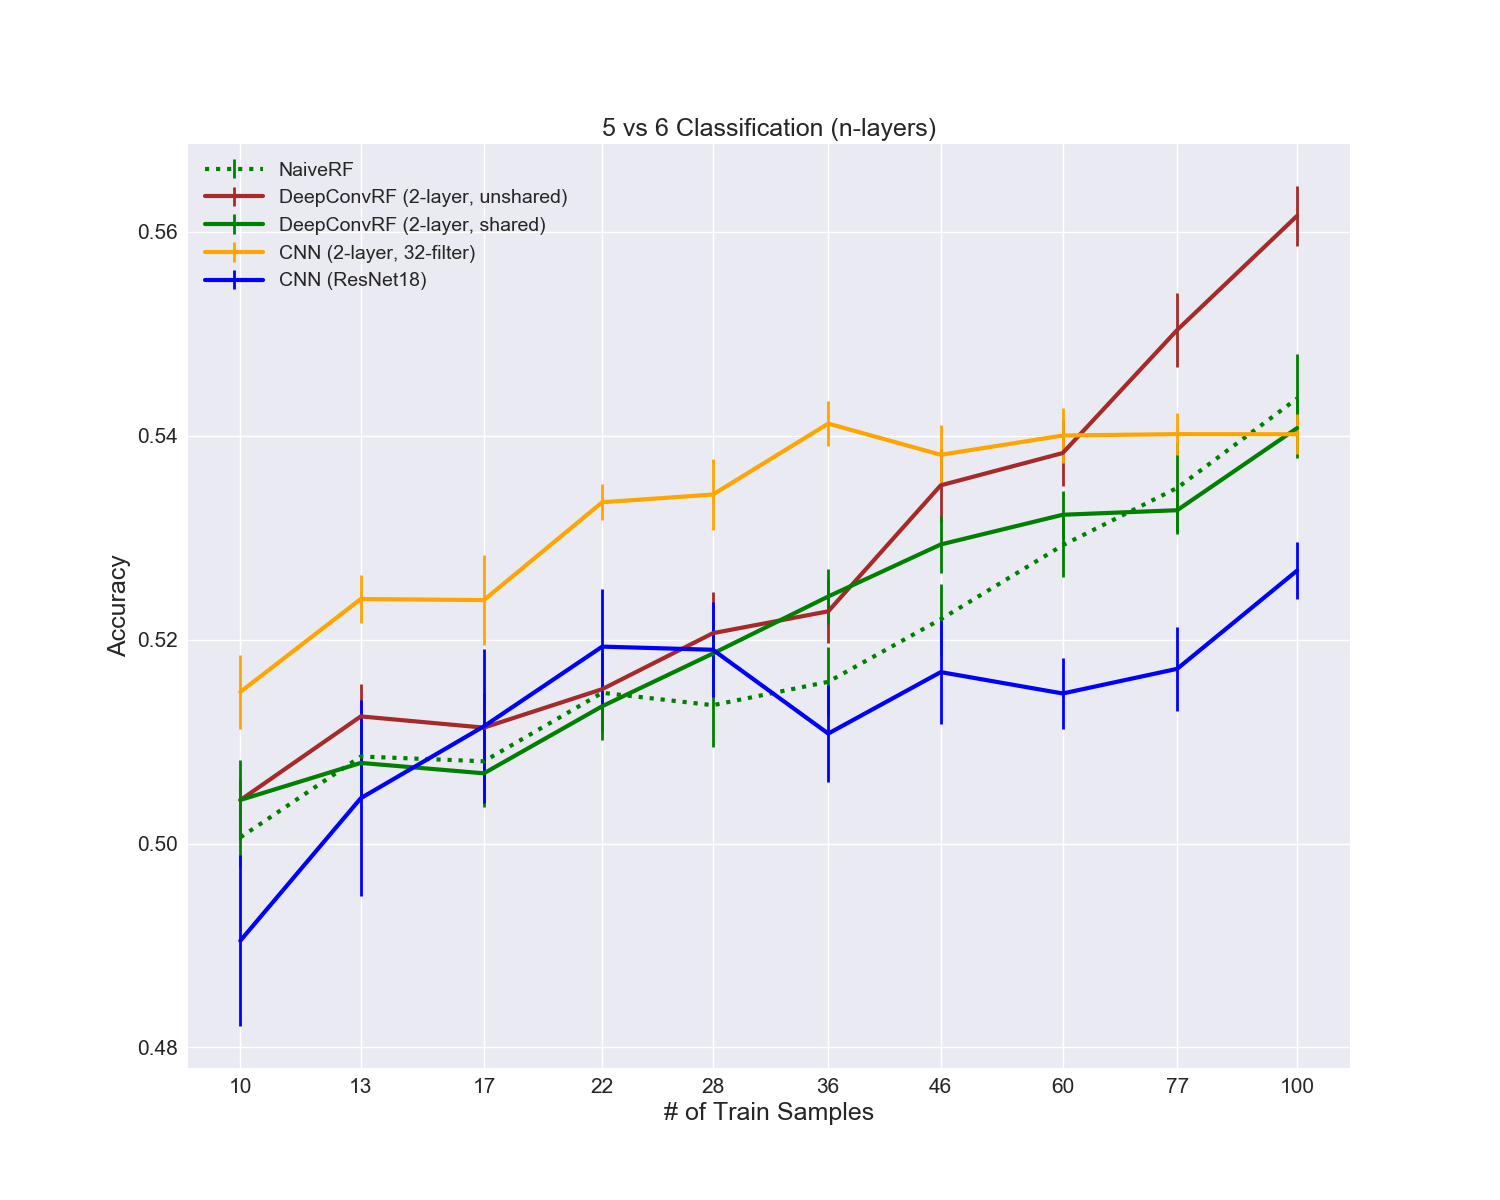 5 vs 6 Classification (n-layers)
NaiveRF
DeepConvRF (2-layer, unshared)
DeepConvRF (2-layer, shared)
CNN (2-layer, 32-filter)
CNN (ResNet18)
0.56
0.54
0.52
0.50
0.48
Accuracy
10 13 17 22 28 36 46 60 77 100
# of Train Samples